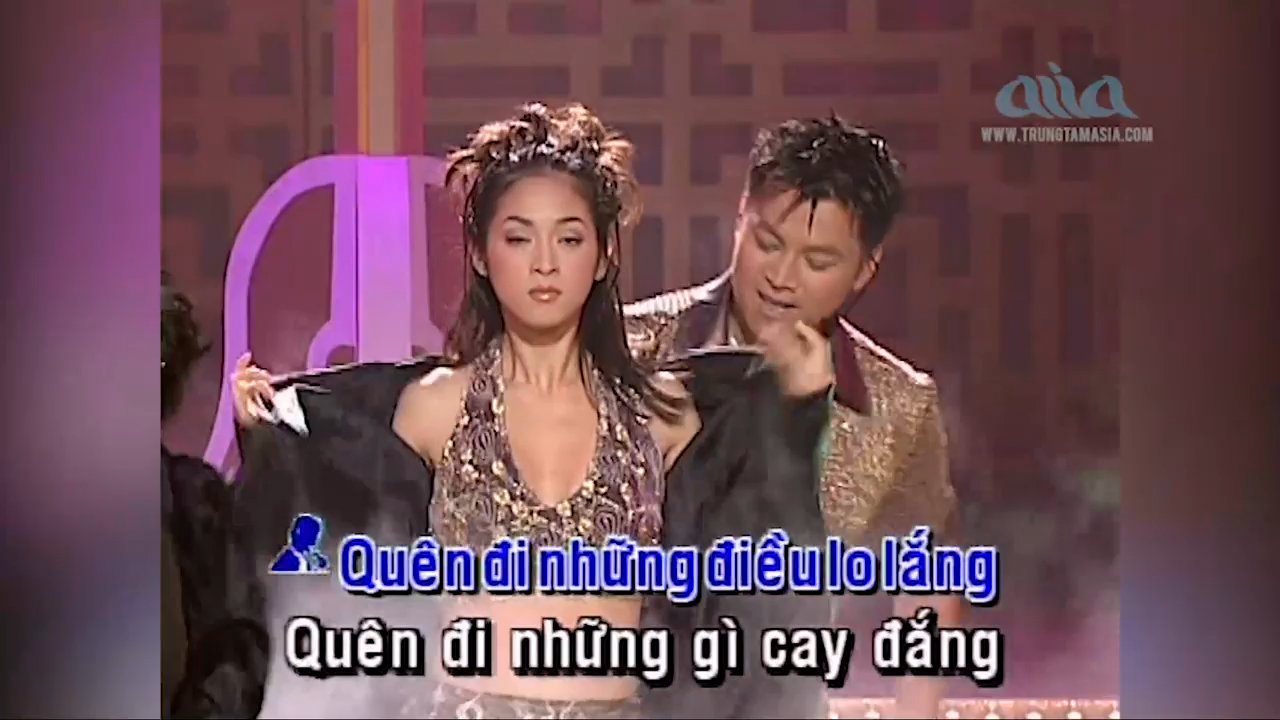 asia
WWW.TRUNGTAMASIA.COM
Quên đi những điều lo lắng
Quên đi những gì cay đắng